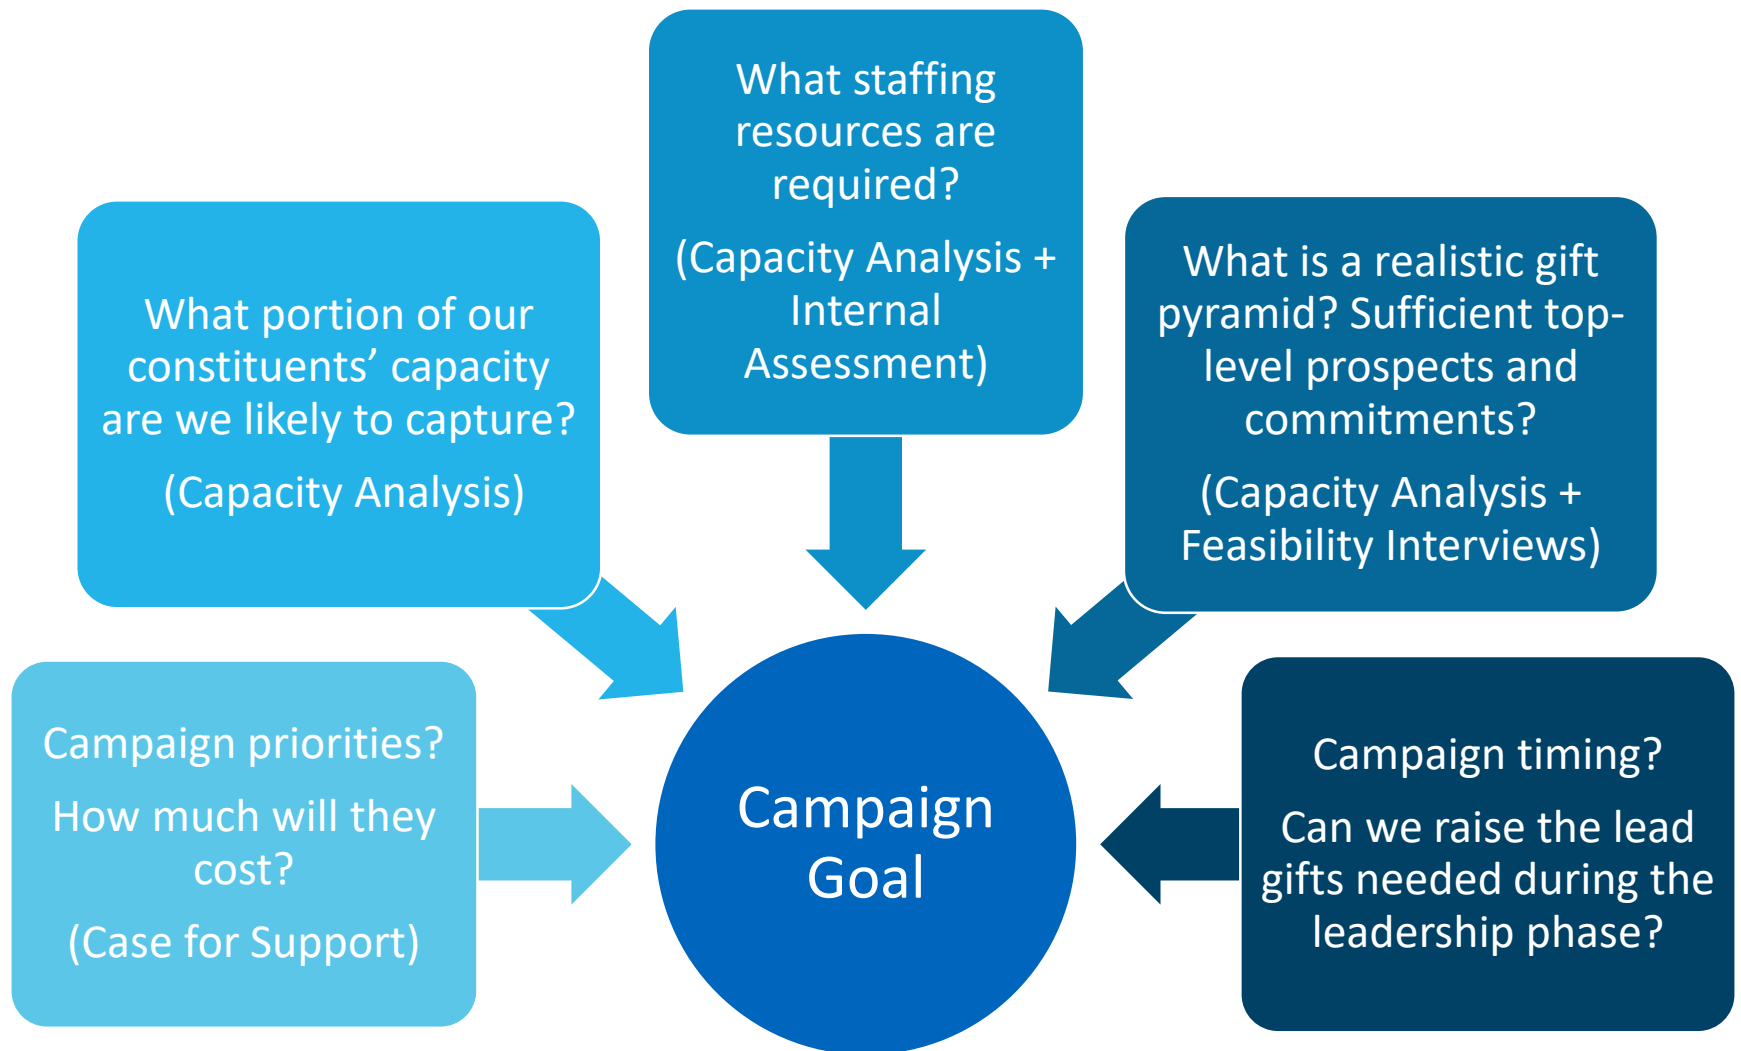 Campaign priorities?
How much will they
cost?
(Case for Support)
What portion of our
constituents’ capacity
are we likely to capture?
(Capacity Analysis)
What staffing
resources are
required?
(Capacity Analysis +
Internal
Assessment)
What is a realistic gift
pyramid? Sufficient top-
level prospects and
commitments?
(Capacity Analysis +
Feasibility Interviews)
Campaign timing?
Can we raise the lead
gifts needed during the
leadership phase?
Campaign
Goal